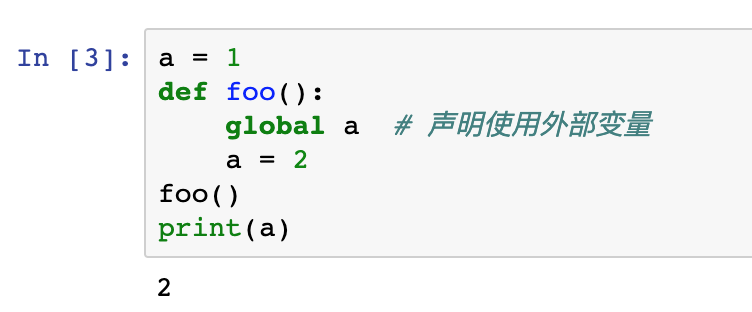 In [3]: a = 1
def foo():
    global a  # 声明使用外部变量
    a = 2
foo()
print(a)
2